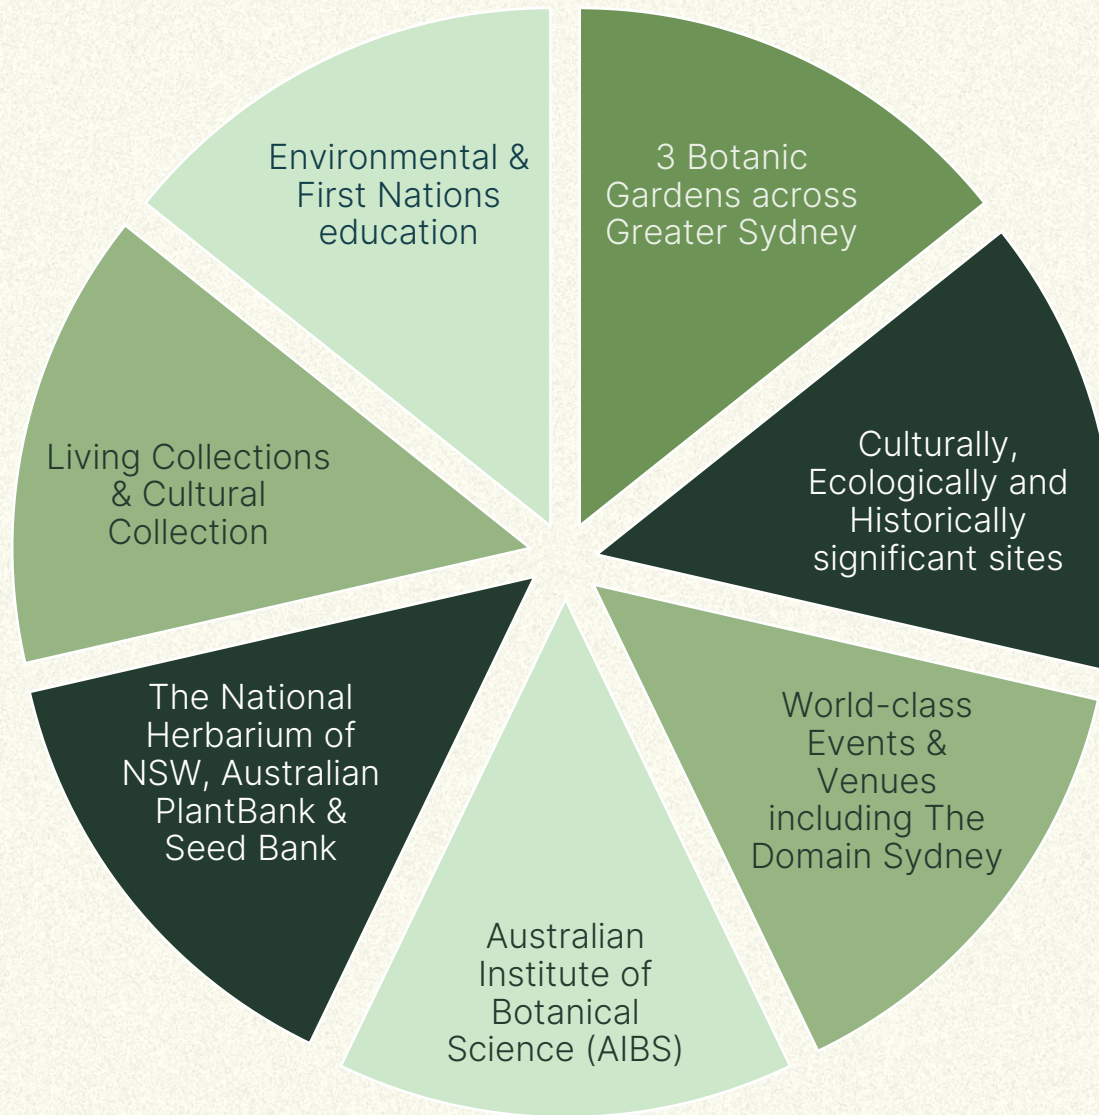 Environmental &
First Nations
education
3 Botanic
Gardens across
Greater Sydney
Culturally,
Ecologically and
Historically
significant sites
World-class
Events &
Venues
including The
Domain Sydney
Australian
Institute of
Botanical
Science (AIBS)
The National
Herbarium of
NSW, Australian
PlantBank &
Seed Bank
Living Collections
& Cultural
Collection